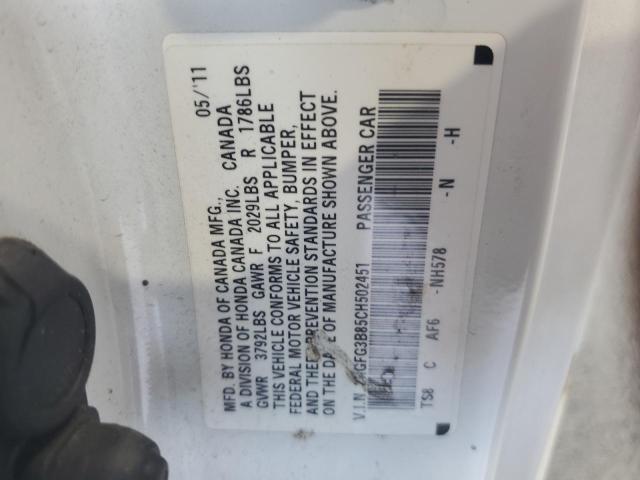 MFD. BY HONDA OF CANADA MFG., 05/'11
A DIVISION OF HONDA CANADA INC. CANADA
GVWR 3792LBS GAWR F 2029LBS R 1786LBS
THIS VEHICLE CONFORMS TO ALL APPLICABLE
FEDERAL MOTOR VEHICLE SAFETY, BUMPER,
AND THEFT PREVENTION STANDARDS IN EFFECT
ON THE DATE OF MANUFACTURE SHOWN ABOVE.
V.I.N. PASSENGER CAR
TS8 C AF6 -NH578 -N -H